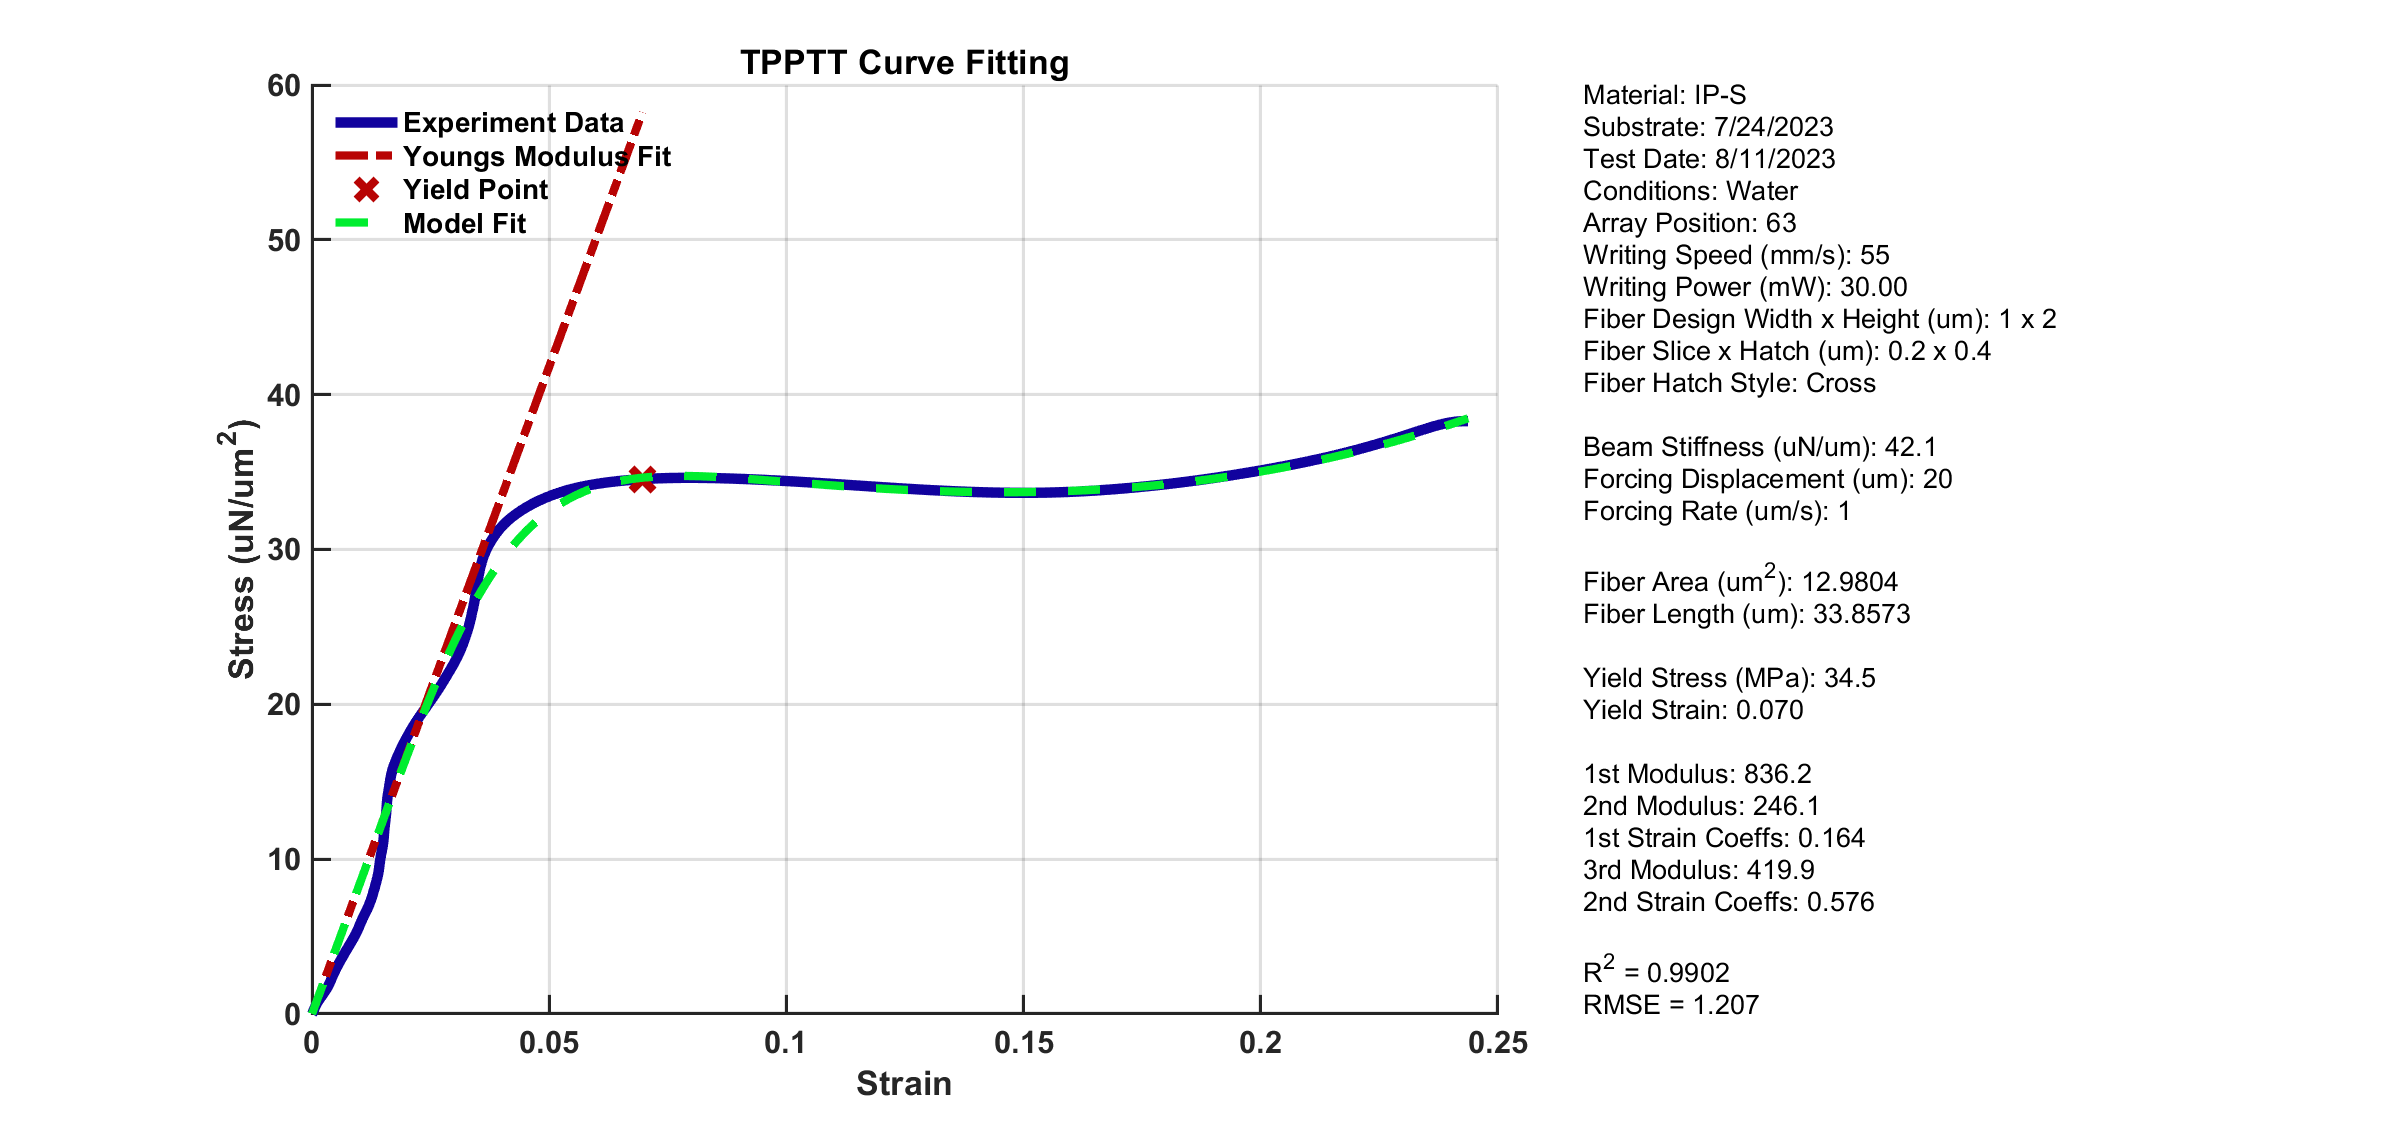 TPPTT Curve Fitting
60
50
40
30
20
10
0
Stress (uN/um²)
Experiment Data
Youngs Modulus Fit
Yield Point
Model Fit
0
0.05
0.1
0.15
0.2
0.25
Strain
Material: IP-S
Substrate: 7/24/2023
Test Date: 8/11/2023
Conditions: Water
Array Position: 63
Writing Speed (mm/s): 55
Writing Power (mW): 30.00
Fiber Design Width x Height (um): 1 x 2
Fiber Slice x Hatch (um): 0.2 x 0.4
Fiber Hatch Style: Cross
Beam Stiffness (uN/um): 42.1
Forcing Displacement (um): 20
Forcing Rate (um/s): 1
Fiber Area (um²): 12.9804
Fiber Length (um): 33.8573
Yield Stress (MPa): 34.5
Yield Strain: 0.070
1st Modulus: 836.2
2nd Modulus: 246.1
1st Strain Coeffs: 0.164
3rd Modulus: 419.9
2nd Strain Coeffs: 0.576
R² = 0.9902
RMSE = 1.207